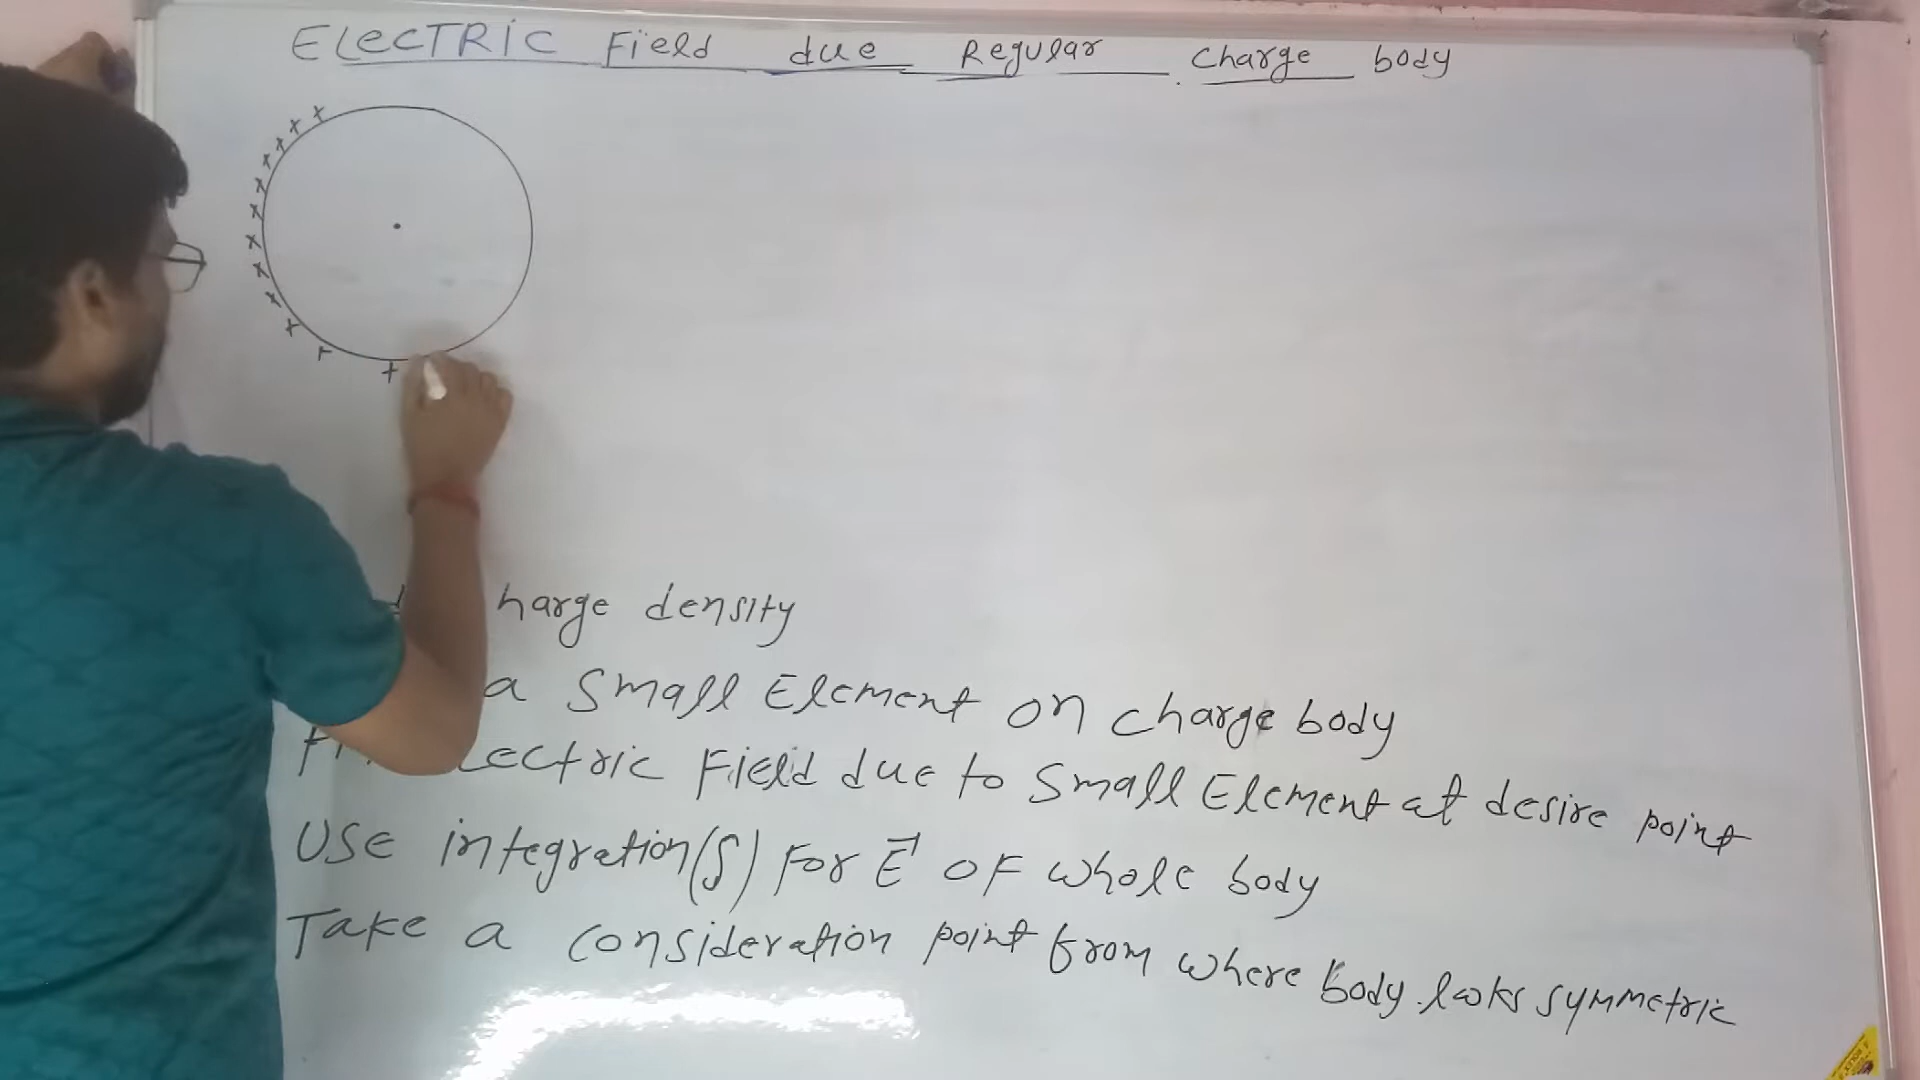 ELECTRIC Field due Regular Charge body
harge density
a Small Element on charge body
ectric Field due to Small Element at desire point
Use integration(∫) For E⃗ OF whole body
Take a consideration point from where body looks symmetric